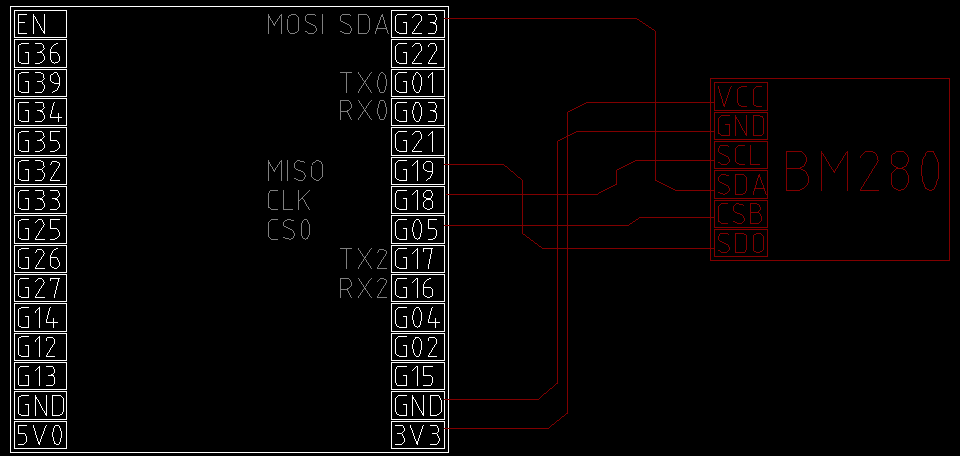 EN MOSI SDA G23
G36 G22
G39 TX0 G01
G34 RX0 G03
G35 G21
G32 MISO G19
G33 CLK G18
G25 CS0 G05
G26 TX2 G17
G27 RX2 G16
G14 G04
G12 G02
G13 G15
GND GND
5V0 3V3
VCC
GND
SCL
SDA
CSB
SDO
BM280